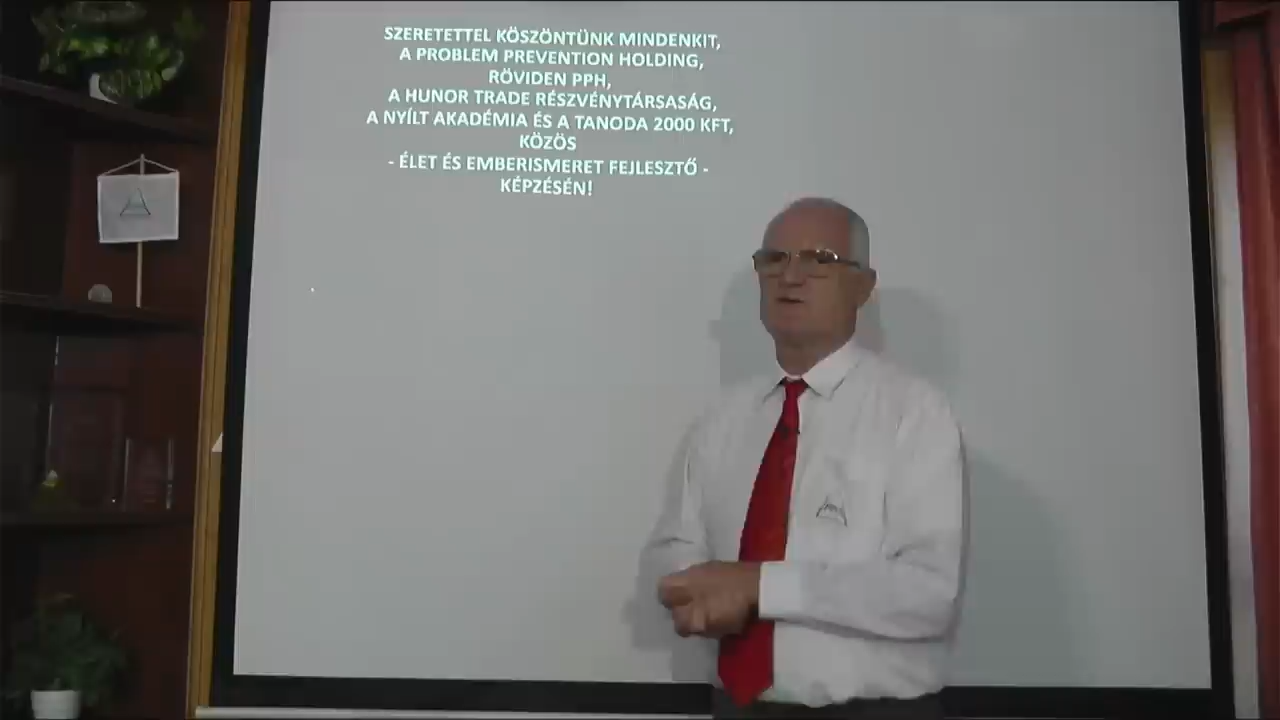 SZERETETTEL KÖSZÖNTÜNK MINDENKIT,
A PROBLEM PREVENTION HOLDING,
RÖVIDEN PPH,
A HUNOR TRADE RÉSZVÉNYTÁRSASÁG,
A NYÍLT AKADÉMIA ÉS A TANODA 2000 KFT,
KÖZÖS
- ÉLET ÉS EMBERISMERET FEJLESZTŐ -
KÉPZÉSÉN!